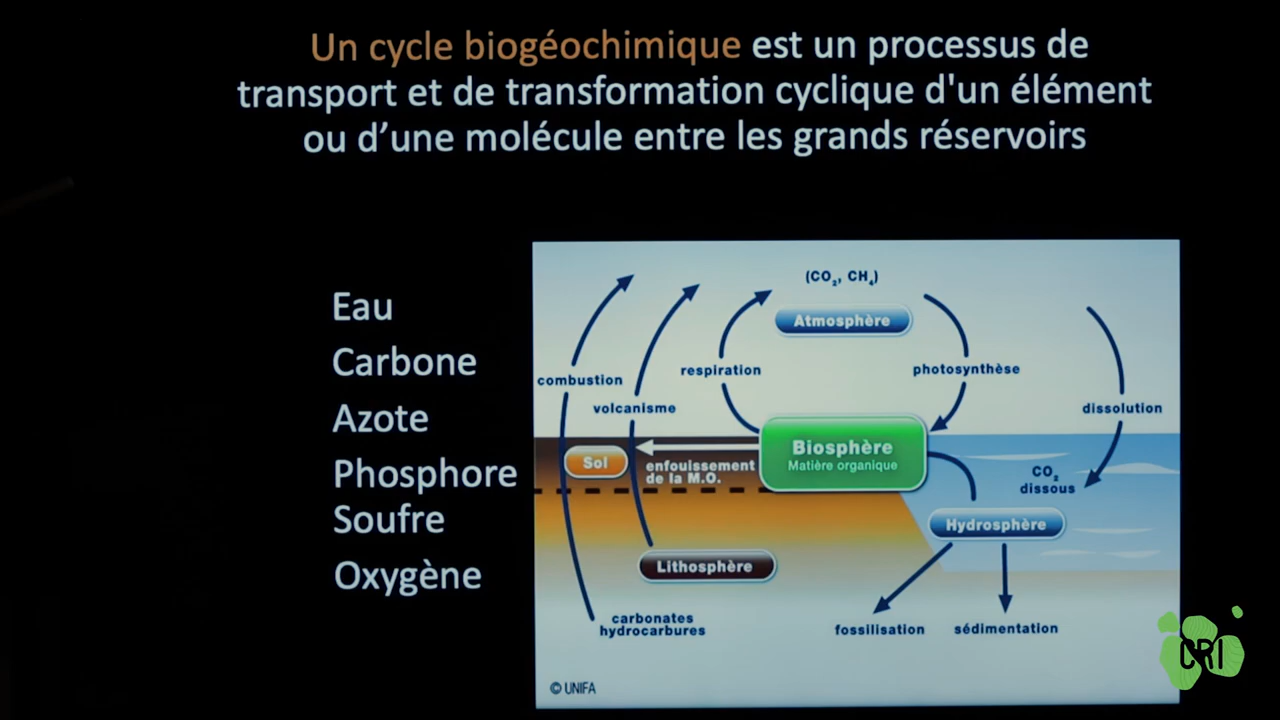 Un cycle biogéochimique est un processus de
transport et de transformation cyclique d'un élément
ou d’une molécule entre les grands réservoirs
Eau
Carbone
Azote
Phosphore
Soufre
Oxygène
(CO₂, CH₄)
Atmosphère
respiration
photosynthèse
combustion
volcanisme
dissolution
Biosphère
Matière organique
Sol
enfouissement
de la M.O.
CO₂
dissous
Hydrosphère
Lithosphère
carbonates
hydrocarbures
fossilisation
sédimentation
© UNIFA
CRI